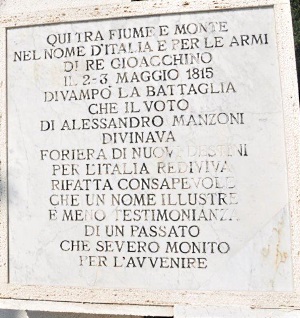 QUI TRA FIUME E MONTE
NEL NOME D'ITALIA E PER LE ARMI
DI RE GIOACCHINO
IL 2-3 MAGGIO 1815
DIVAMPÒ LA BATTAGLIA
CHE IL VOTO
DI ALESSANDRO MANZONI
DIVINAVA
FORIERA DI NUOVI DESTINI
PER L'ITALIA REDIVIVA
RIFATTA CONSAPEVOLE
CHE UN NOME ILLUSTRE
E MENO TESTIMONIANZA
DI UN PASSATO
CHE SEVERO MONITO
PER L'AVVENIRE